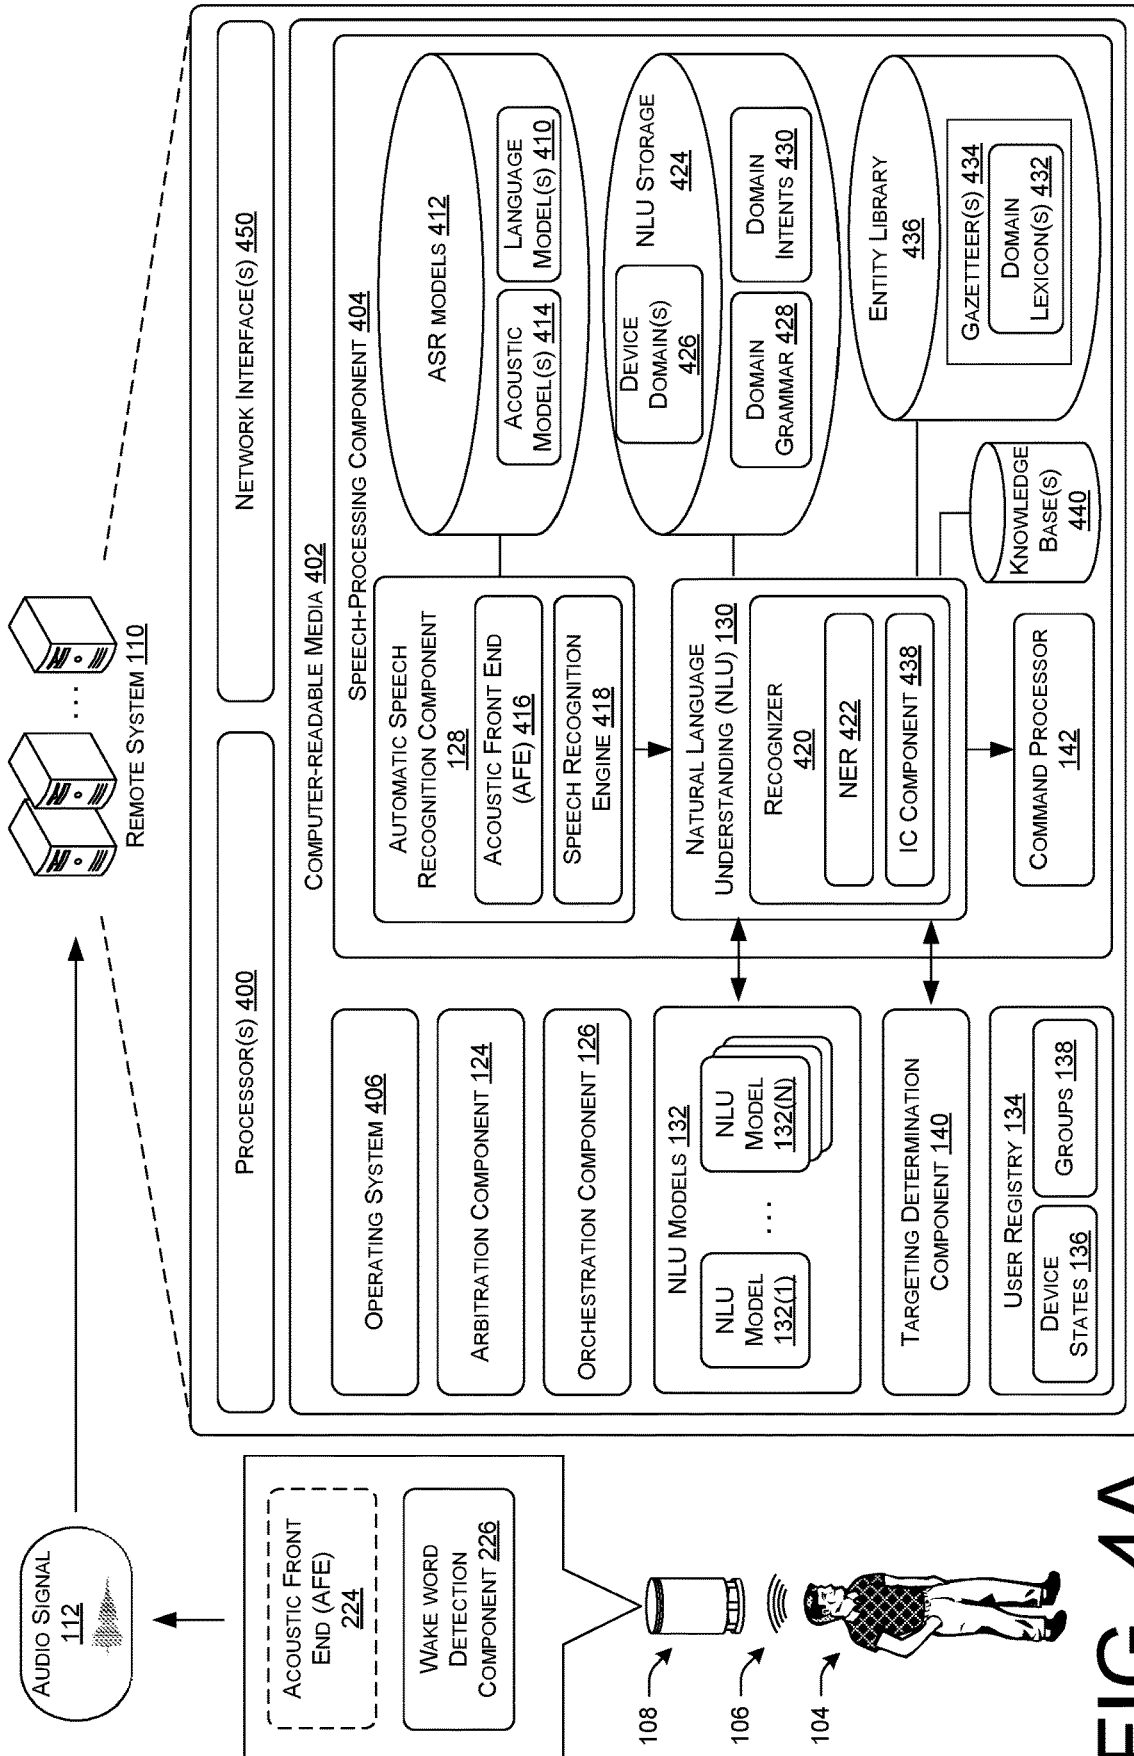 AUDIO SIGNAL
112
ACOUSTIC FRONT
END (AFE)
224
WAKE WORD
DETECTION
COMPONENT 226
108
106
104
REMOTE SYSTEM 110
...
PROCESSOR(S) 400
NETWORK INTERFACE(S) 450
COMPUTER-READABLE MEDIA 402
OPERATING SYSTEM 406
ARBITRATION COMPONENT 124
ORCHESTRATION COMPONENT 126
NLU MODELS 132
NLU
MODEL
132(1)
...
NLU
MODEL
132(N)
TARGETING DETERMINATION
COMPONENT 140
USER REGISTRY 134
DEVICE
STATES 136
GROUPS 138
SPEECH-PROCESSING COMPONENT 404
AUTOMATIC SPEECH
RECOGNITION COMPONENT
128
ACOUSTIC FRONT END
(AFE) 416
SPEECH RECOGNITION
ENGINE 418
NATURAL LANGUAGE
UNDERSTANDING (NLU) 130
RECOGNIZER
420
NER 422
IC COMPONENT 438
COMMAND PROCESSOR
142
ASR MODELS 412
ACOUSTIC
MODEL(S) 414
LANGUAGE
MODEL(S) 410
NLU STORAGE
424
DEVICE
DOMAIN(S)
426
DOMAIN
GRAMMAR 428
DOMAIN
INTENTS 430
ENTITY LIBRARY
436
GAZETTEER(S) 434
DOMAIN
LEXICON(S) 432
KNOWLEDGE
BASE(S)
440
FIG. 4A